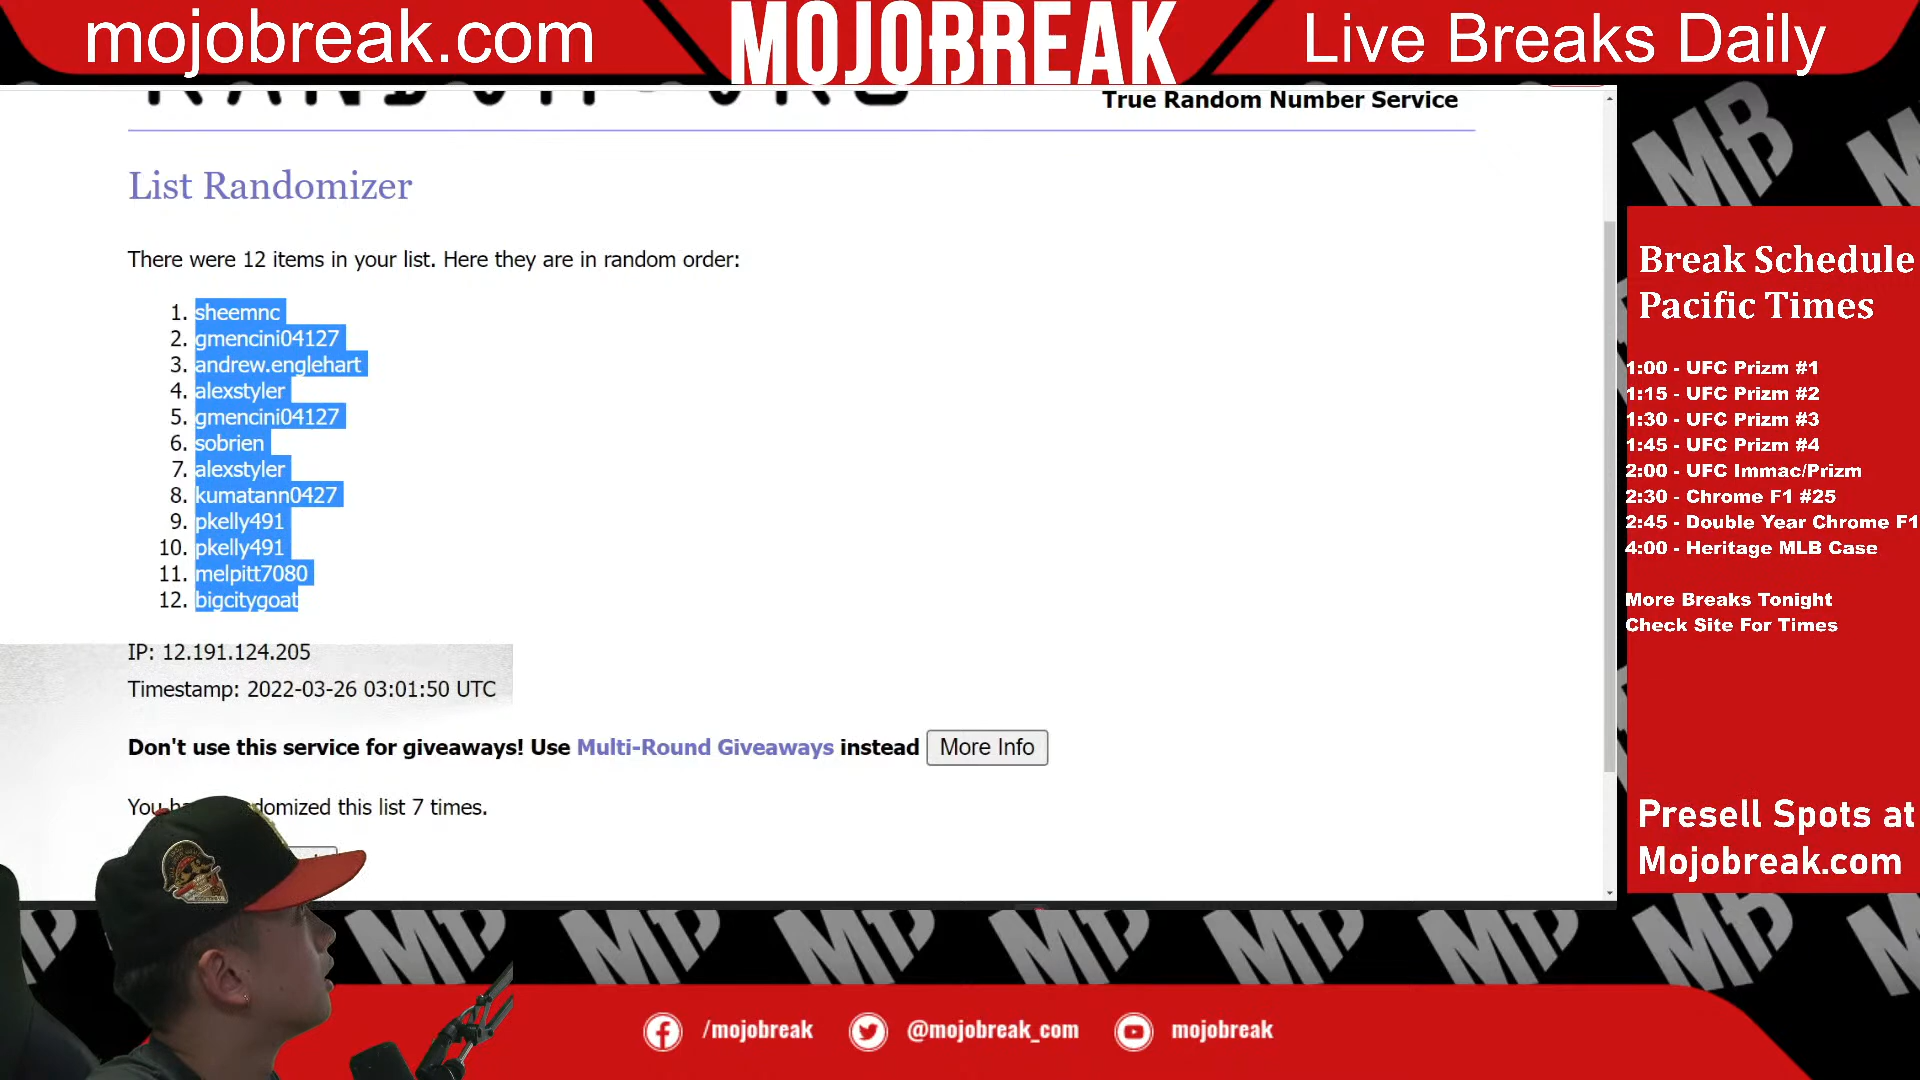 mojobreak.com
MOJOBREAK
Live Breaks Daily
RANDOM.ORG
True Random Number Service
List Randomizer
There were 12 items in your list. Here they are in random order:
1. sheemnc
2. gmencini04127
3. andrew.englehart
4. alexstyler
5. gmencini04127
6. sobrien
7. alexstyler
8. kumatann0427
9. pkelly491
10. pkelly491
11. melpitt7080
12. bigcitygoat
IP: 12.191.124.205
Timestamp: 2022-03-26 03:01:50 UTC
Don't use this service for giveaways! Use Multi-Round Giveaways instead More Info
You randomized this list 7 times.
Break Schedule
Pacific Times
1:00 - UFC Prizm #1
1:15 - UFC Prizm #2
1:30 - UFC Prizm #3
1:45 - UFC Prizm #4
2:00 - UFC Immac/Prizm
2:30 - Chrome F1 #25
2:45 - Double Year Chrome F1
4:00 - Heritage MLB Case
More Breaks Tonight
Check Site For Times
Presell Spots at
Mojobreak.com
/mojobreak
@mojobreak_com
mojobreak